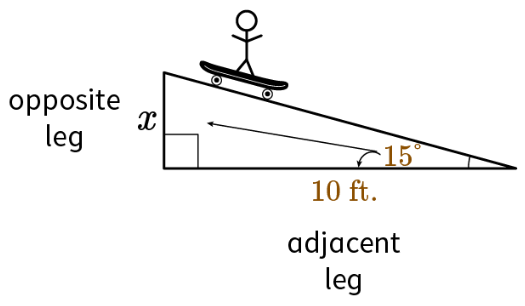 opposite
leg
x
15°
10 ft.
adjacent
leg